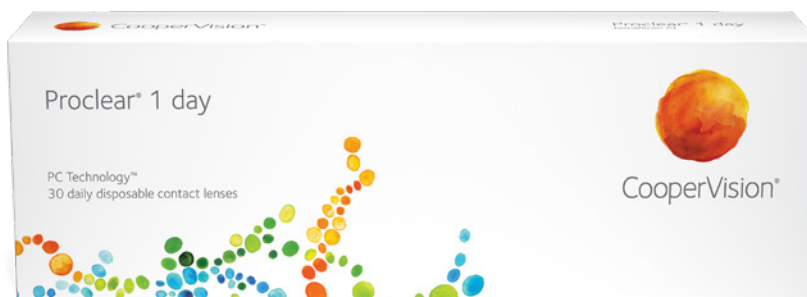 CooperVision®
Proclear® 1 day
Proclear® 1 day
PC Technology™
30 daily disposable contact lenses
CooperVision®